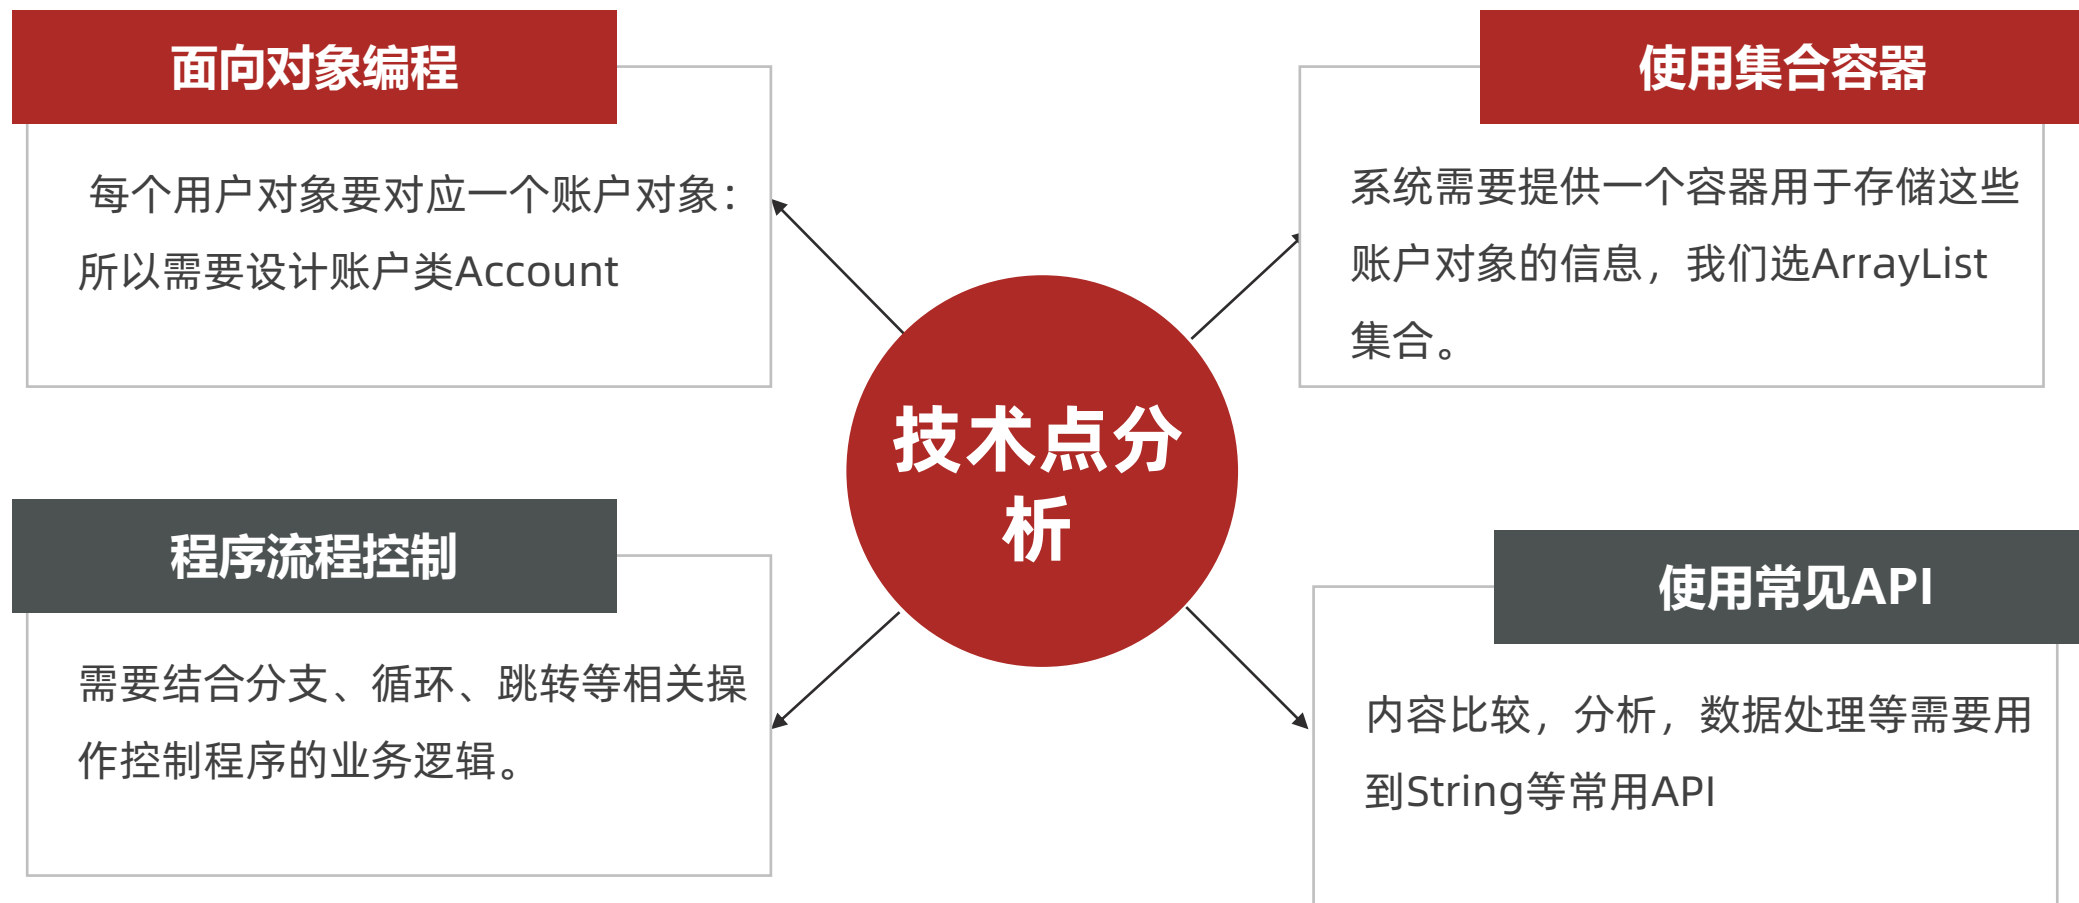 面向对象编程
每个用户对象要对应一个账户对象：
所以需要设计账户类Account
使用集合容器
系统需要提供一个容器用于存储这些
账户对象的信息，我们选ArrayList
集合。
技术点分
析
程序流程控制
需要结合分支、循环、跳转等相关操
作控制程序的业务逻辑。
使用常见API
内容比较，分析，数据处理等需要用
到String等常用API